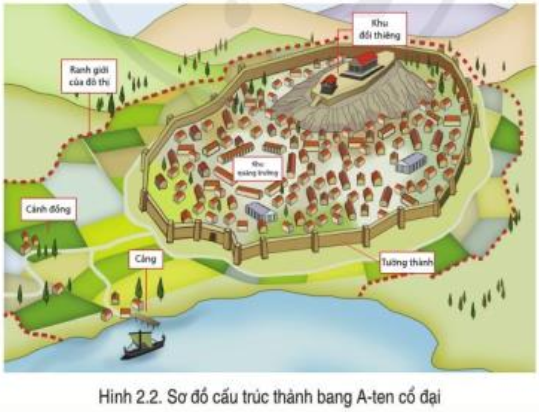 Khu
đồi thiêng
Ranh giới
của đô thị
Khu
quảng trường
Cánh đồng
Cảng
Tường thành
Hình 2.2. Sơ đồ cấu trúc thành bang A-ten cổ đại